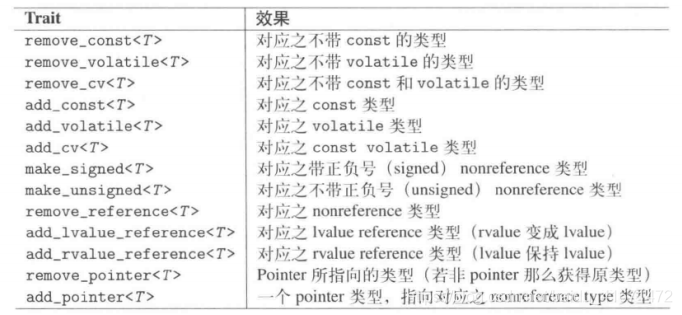 Trait 效果
remove_const<T> 对应之不带 const 的类型
remove_volatile<T> 对应之不带 volatile 的类型
remove_cv<T> 对应之不带 const 和 volatile 的类型
add_const<T> 对应之 const 类型
add_volatile<T> 对应之 volatile 类型
add_cv<T> 对应之 const volatile 类型
make_signed<T> 对应之带正负号（signed） nonreference 类型
make_unsigned<T> 对应之不带正负号（unsigned） nonreference 类型
remove_reference<T> 对应之 nonreference 类型
add_lvalue_reference<T> 对应之 lvalue reference 类型（rvalue 变成 lvalue）
add_rvalue_reference<T> 对应之 rvalue reference 类型（lvalue 保持 lvalue）
remove_pointer<T> Pointer 所指向的类型（若非 pointer 那么获得原类型）
add_pointer<T> 一个 pointer 类型，指向对应之 nonreference type 类型